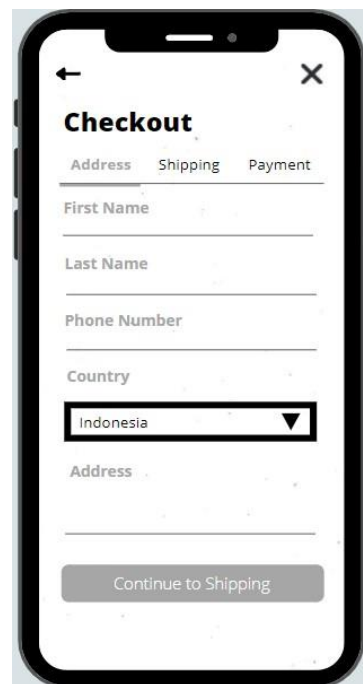 Checkout
Address Shipping Payment
First Name
Last Name
Phone Number
Country
Indonesia
Address
Continue to Shipping